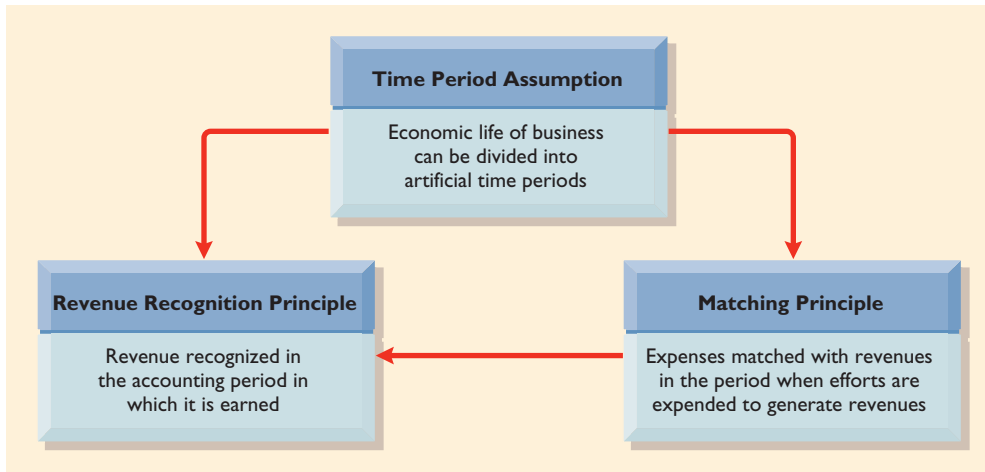 Time Period Assumption
Economic life of business
can be divided into
artificial time periods
Revenue Recognition Principle
Revenue recognized in
the accounting period in
which it is earned
Matching Principle
Expenses matched with revenues
in the period when efforts are
expended to generate revenues